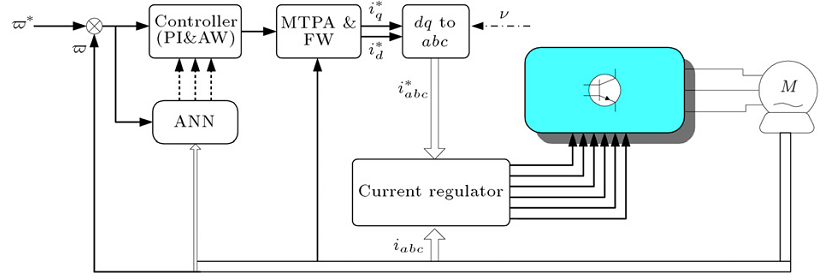 ϖ*
ϖ
Controller
(PI&AW)
MTPA &
FW
i*q
i*d
dq to
abc
ν
i*abc
ANN
M
Current regulator
iabc